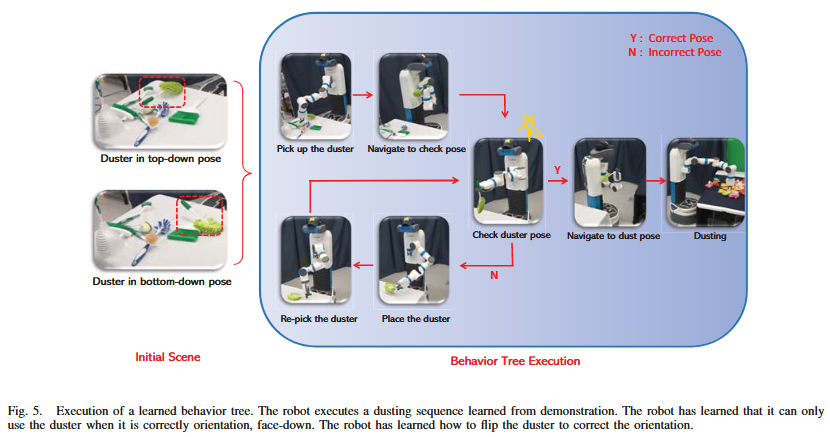 Y : Correct Pose
N : Incorrect Pose
Duster in top-down pose
Duster in bottom-down pose
Initial Scene
Pick up the duster
Navigate to check pose
Check duster pose
Y
Navigate to dust pose
Dusting
N
Re-pick the duster
Place the duster
Behavior Tree Execution
Fig. 5. Execution of a learned behavior tree. The robot executes a dusting sequence learned from demonstration. The robot has learned that it can only
use the duster when it is correctly orientation, face-down. The robot has learned how to flip the duster to correct the orientation.